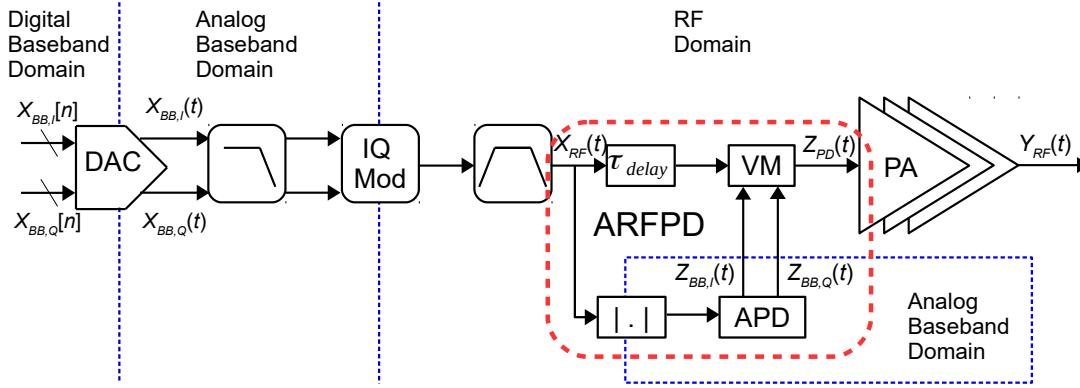 Digital
Baseband
Domain
Analog
Baseband
Domain
RF
Domain
X_BB,I[n]
X_BB,I(t)
DAC
IQ
Mod
X_RF(t)
τ_delay
VM
Z_PD(t)
PA
Y_RF(t)
X_BB,Q[n]
X_BB,Q(t)
ARFPD
Z_BB,I(t)
Z_BB,Q(t)
| . |
APD
Analog
Baseband
Domain